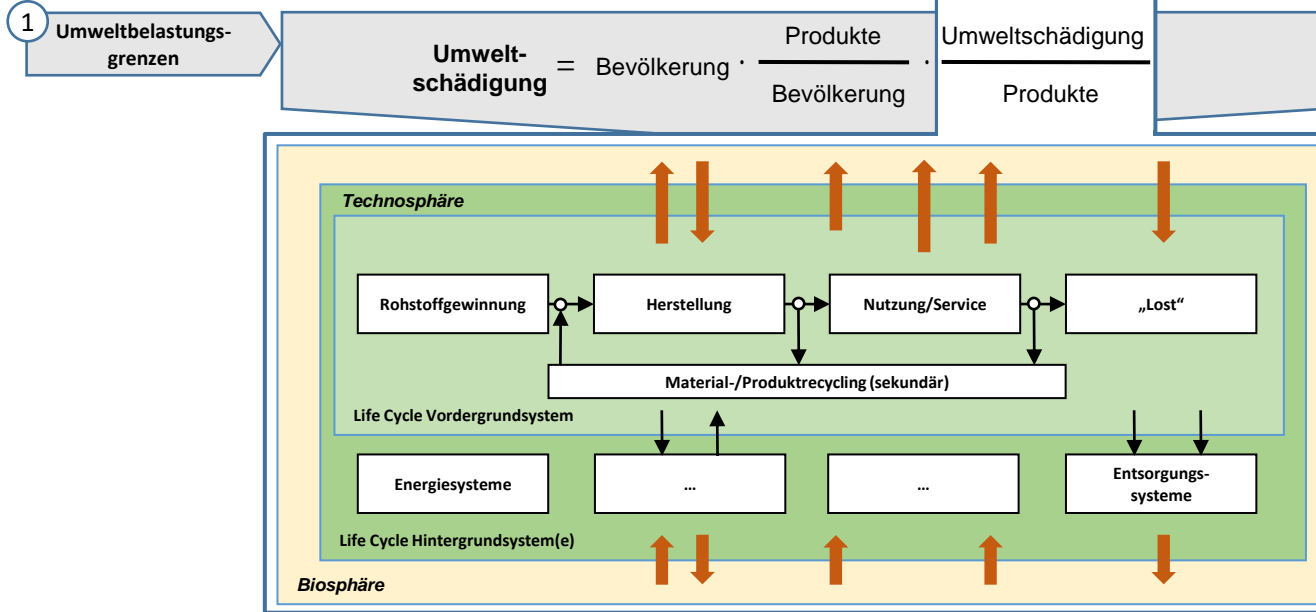 1
Umweltbelastungs-
grenzen
Umwelt-
schädigung
= Bevölkerung · Produkte
Bevölkerung
· Umweltschädigung
Produkte
Technosphäre
Rohstoffgewinnung
Herstellung
Nutzung/Service
„Lost“
Material-/Produktrecycling (sekundär)
Life Cycle Vordergrundsystem
Energiesysteme
...
...
Entsorgungs-
systeme
Life Cycle Hintergrundsystem(e)
Biosphäre